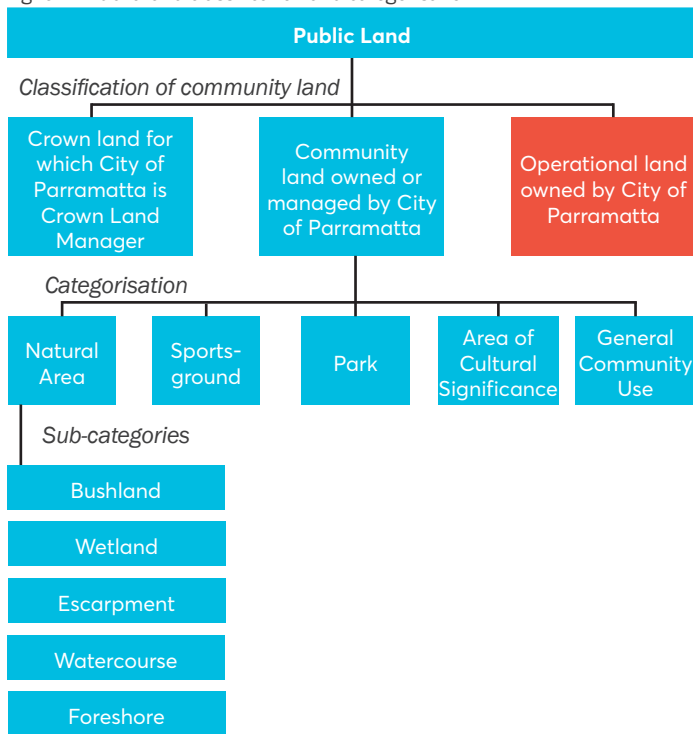 Public Land
Classification of community land
Crown land for
which City of
Parramatta is
Crown Land
Manager
Community
land owned or
managed by City
of Parramatta
Operational land
owned by City of
Parramatta
Categorisation
Natural
Area
Sports-
ground
Park
Area of
Cultural
Significance
General
Community
Use
Sub-categories
Bushland
Wetland
Escarpment
Watercourse
Foreshore